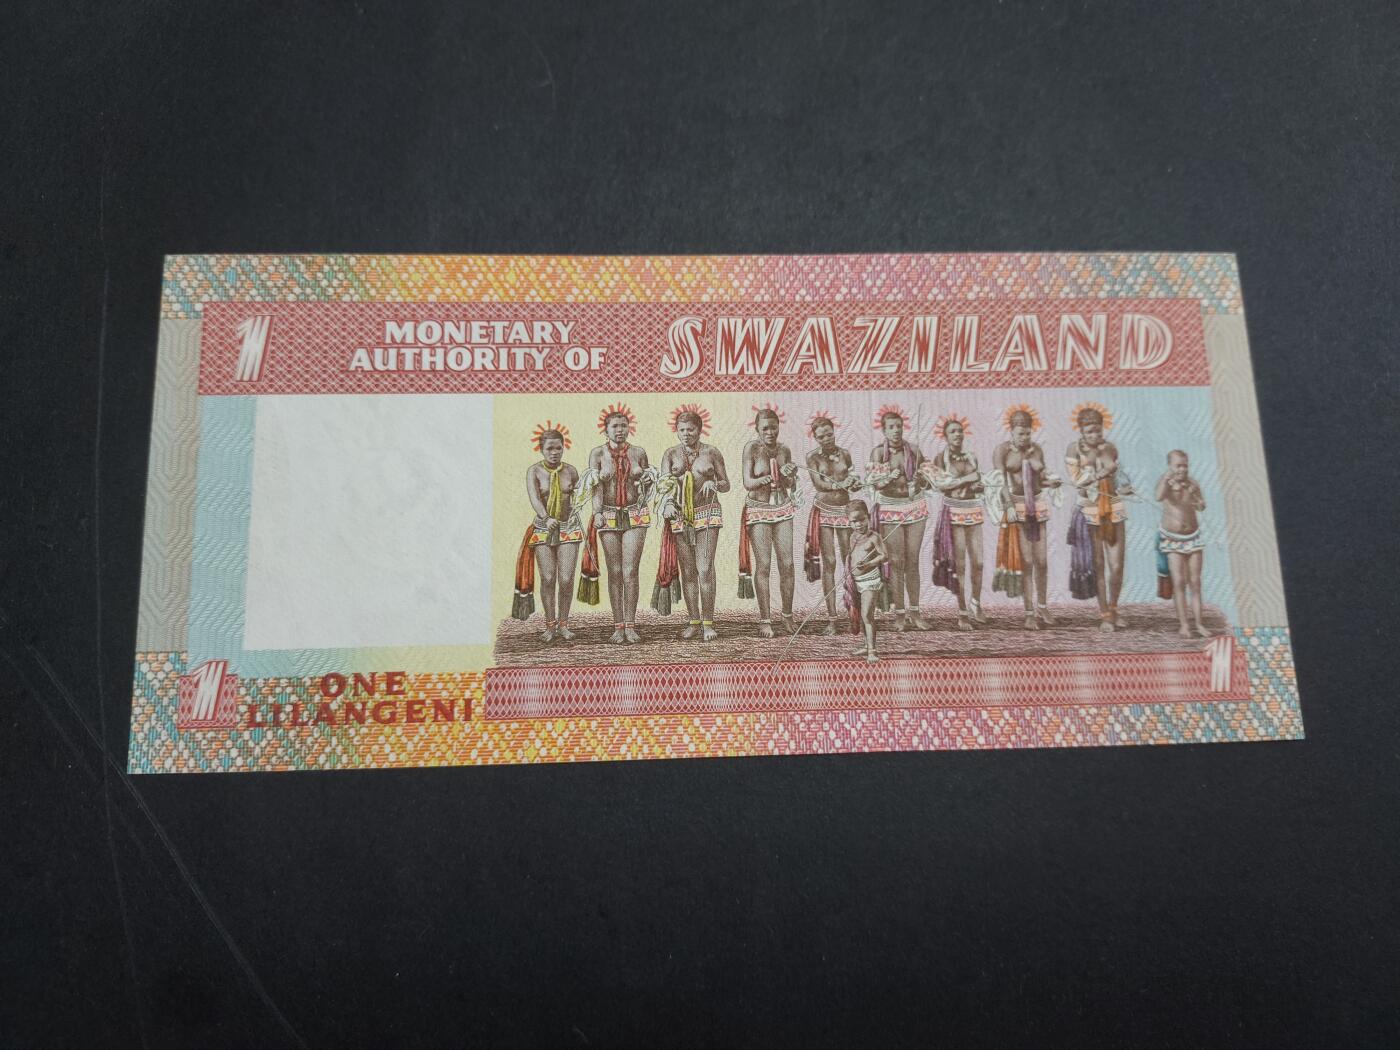 1
MONETARY
AUTHORITY OF
SWAZILAND
1
ONE
LILANGENI
1